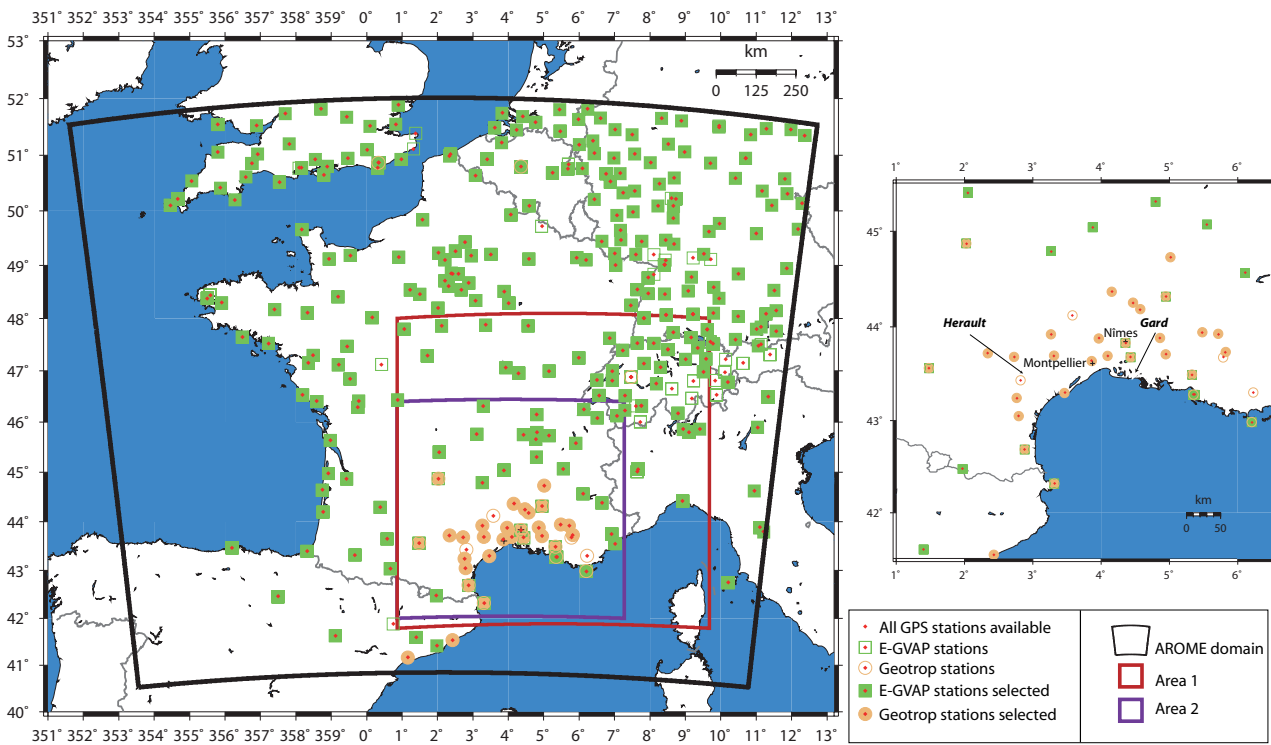 351° 352° 353° 354° 355° 356° 357° 358° 359° 0° 1° 2° 3° 4° 5° 6° 7° 8° 9° 10° 11° 12° 13°
53°
52°
51°
50°
49°
48°
47°
46°
45°
44°
43°
42°
41°
40°
km
0 125 250
351° 352° 353° 354° 355° 356° 357° 358° 359° 0° 1° 2° 3° 4° 5° 6° 7° 8° 9° 10° 11° 12° 13°
1° 2° 3° 4° 5° 6°
45°
44°
43°
42°
Herault
Gard
Nîmes
Montpellier
km
0 50
1° 2° 3° 4° 5° 6°
All GPS stations available
E-GVAP stations
Geotrop stations
E-GVAP stations selected
Geotrop stations selected
AROME domain
Area 1
Area 2